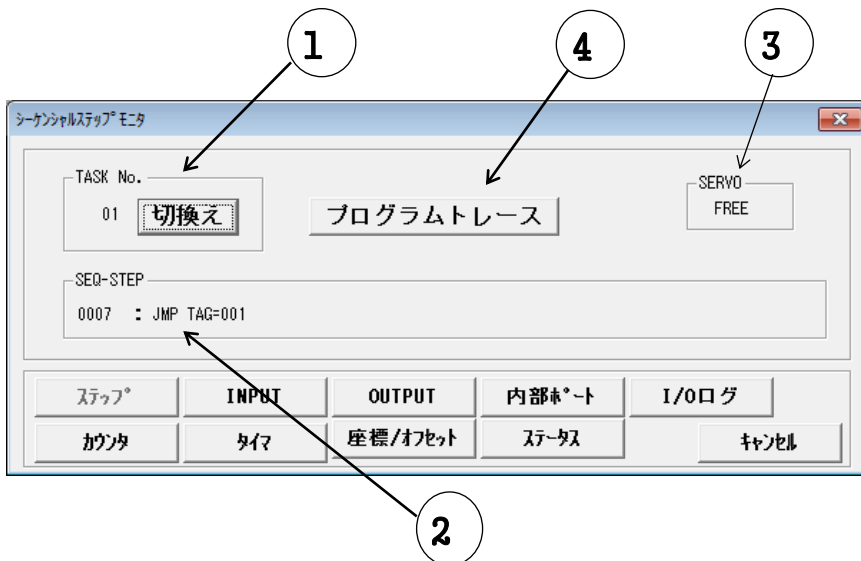 1
4
3
ｼｰｹﾝｼｬﾙｽﾃｯﾌﾟﾓﾆﾀ
TASK No.
SERVO
01 切換え
プログラムトレース
FREE
SEQ-STEP
0007 : JMP TAG=001
ｽﾃｯﾌﾟ INPUT OUTPUT 内部ﾎﾟｰﾄ I/Oログ
ｶｳﾝﾀ ﾀｲﾏ 座標/ｵﾌｾｯﾄ ｽﾃｰﾀｽ ｷｬﾝｾﾙ
2